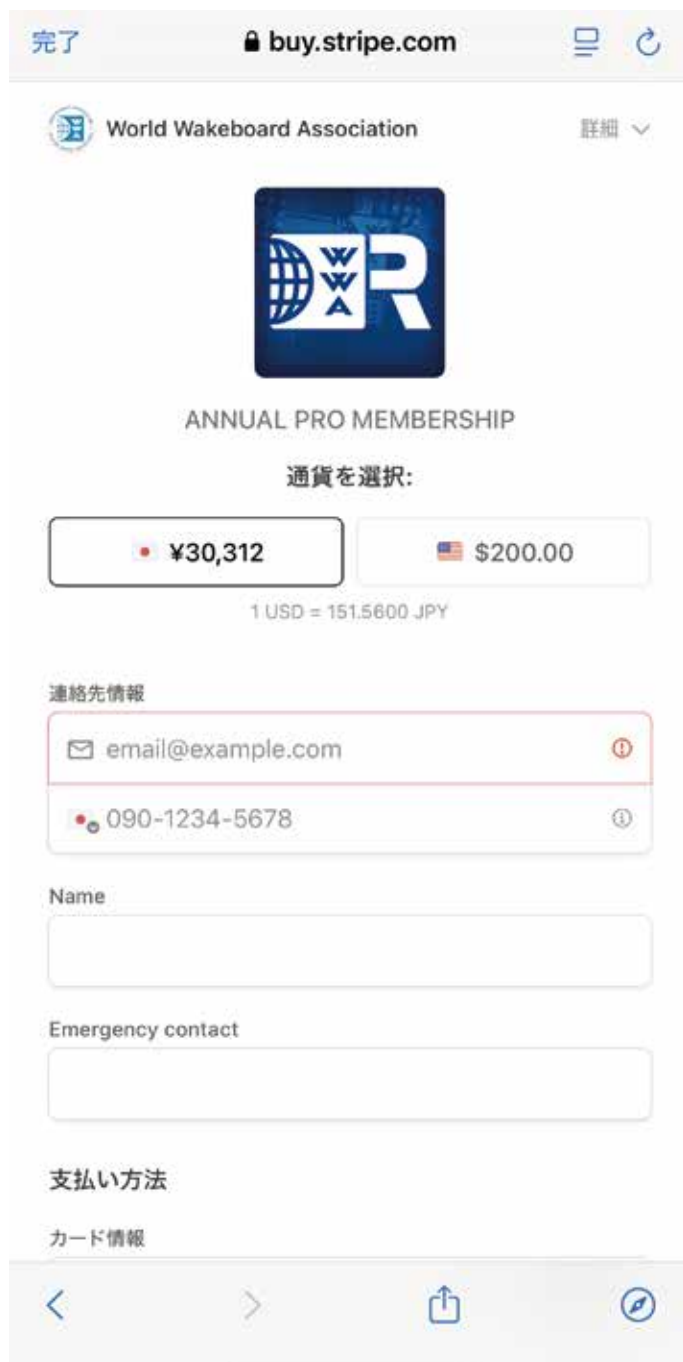 完了
buy.stripe.com
World Wakeboard Association
詳細
WWA
R
ANNUAL PRO MEMBERSHIP
通貨を選択:
¥30,312
$200.00
1 USD = 151.5600 JPY
連絡先情報
email@example.com
090-1234-5678
Name
Emergency contact
支払い方法
カード情報